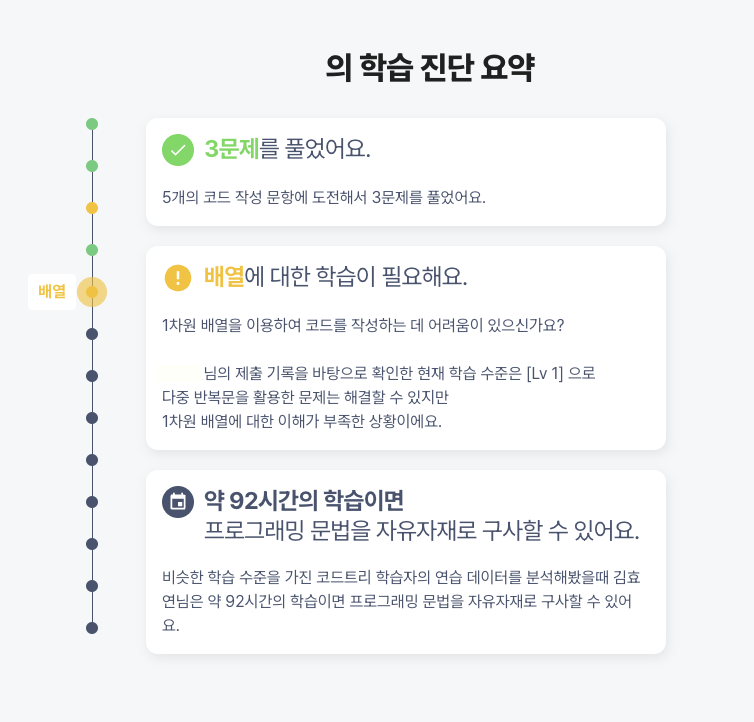 의 학습 진단 요약
3문제를 풀었어요.
5개의 코드 작성 문항에 도전해서 3문제를 풀었어요.
배열에 대한 학습이 필요해요.
배열
1차원 배열을 이용하여 코드를 작성하는 데 어려움이 있으신가요?
님의 제출 기록을 바탕으로 확인한 현재 학습 수준은 [Lv 1] 으로
다중 반복문을 활용한 문제는 해결할 수 있지만
1차원 배열에 대한 이해가 부족한 상황이에요.
약 92시간의 학습이면
프로그래밍 문법을 자유자재로 구사할 수 있어요.
비슷한 학습 수준을 가진 코드트리 학습자의 연습 데이터를 분석해봤을때 김효
연님은 약 92시간의 학습이면 프로그래밍 문법을 자유자재로 구사할 수 있어
요.